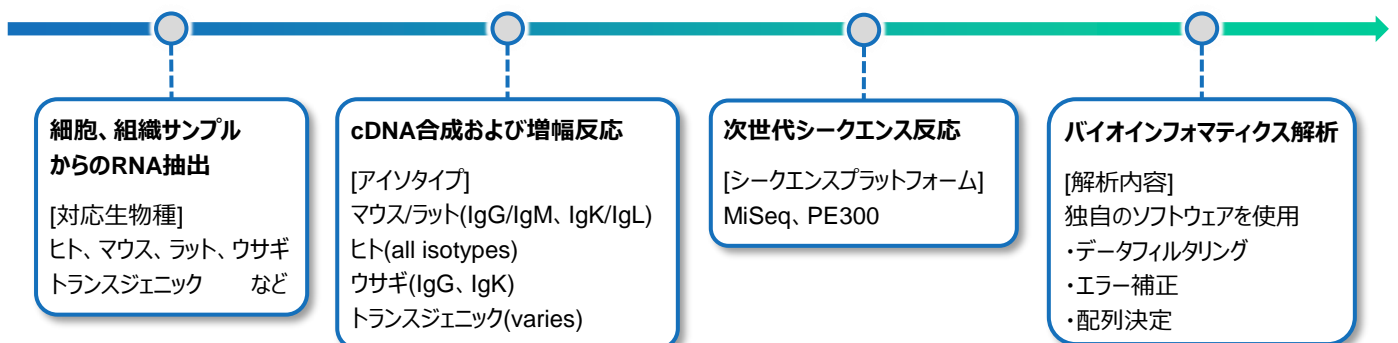 細胞、組織サンプル
からのRNA抽出
[対応生物種]
ヒト、マウス、ラット、ウサギ
トランスジェニック　　など
cDNA合成および増幅反応
[アイソタイプ]
マウス/ラット(IgG/IgM、IgK/IgL)
ヒト(all isotypes)
ウサギ(IgG、IgK)
トランスジェニック(varies)
次世代シークエンス反応
[シークエンスプラットフォーム]
MiSeq、PE300
バイオインフォマティクス解析
[解析内容]
独自のソフトウェアを使用
・データフィルタリング
・エラー補正
・配列決定